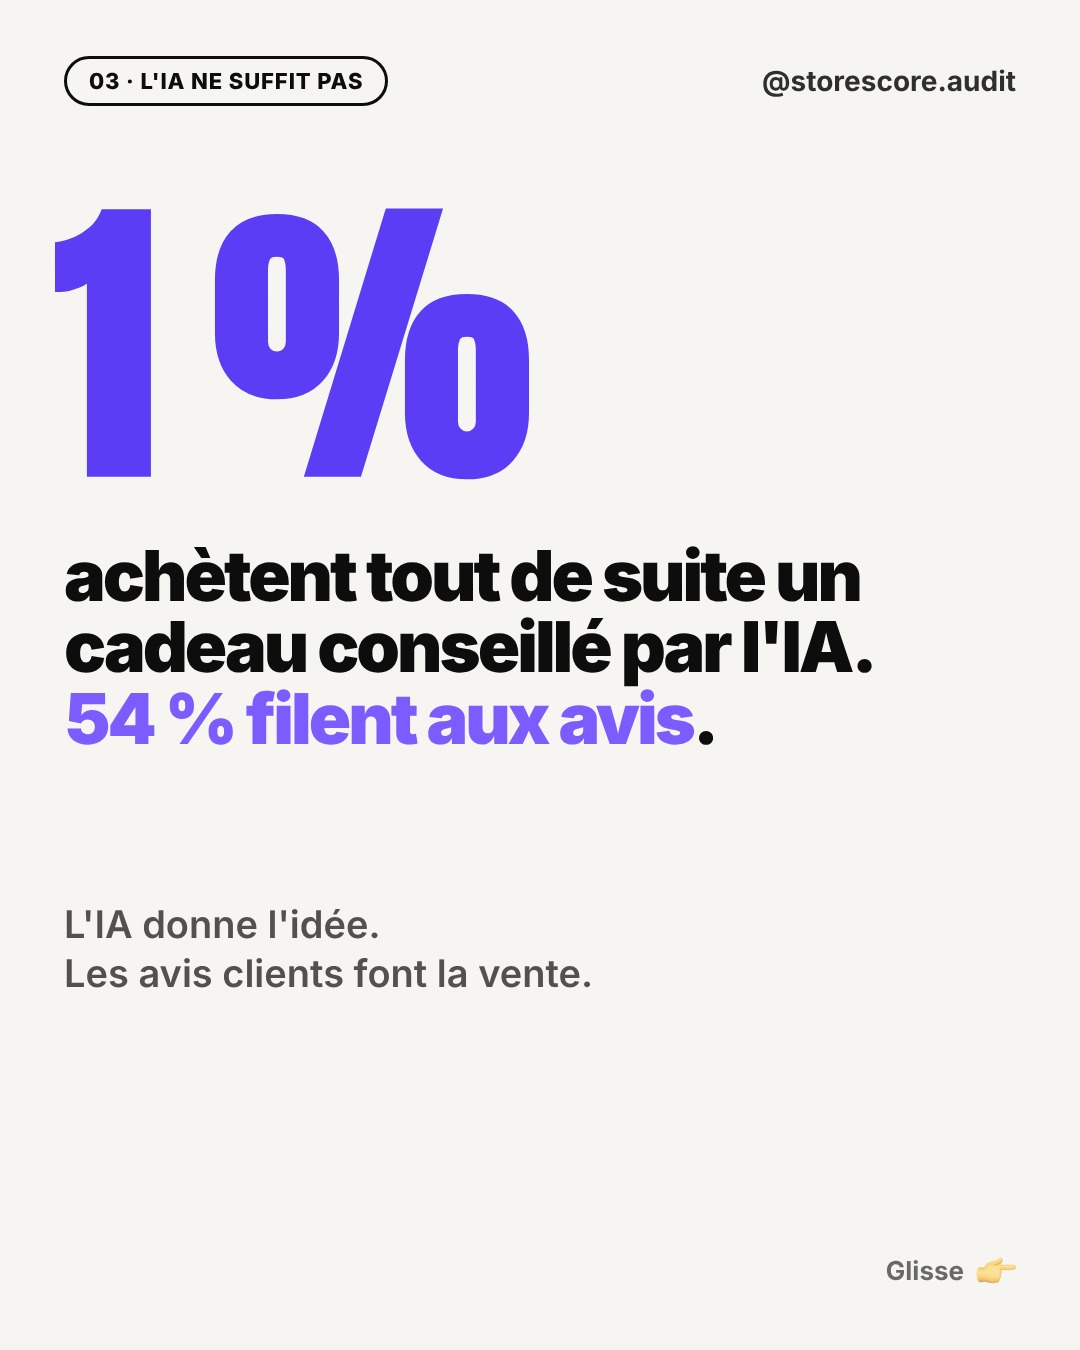 03 · L'IA NE SUFFIT PAS
@storescore.audit
1%
achètent tout de suite un
cadeau conseillé par l'IA.
54 % filent aux avis.
L'IA donne l'idée.
Les avis clients font la vente.
Glisse 👉